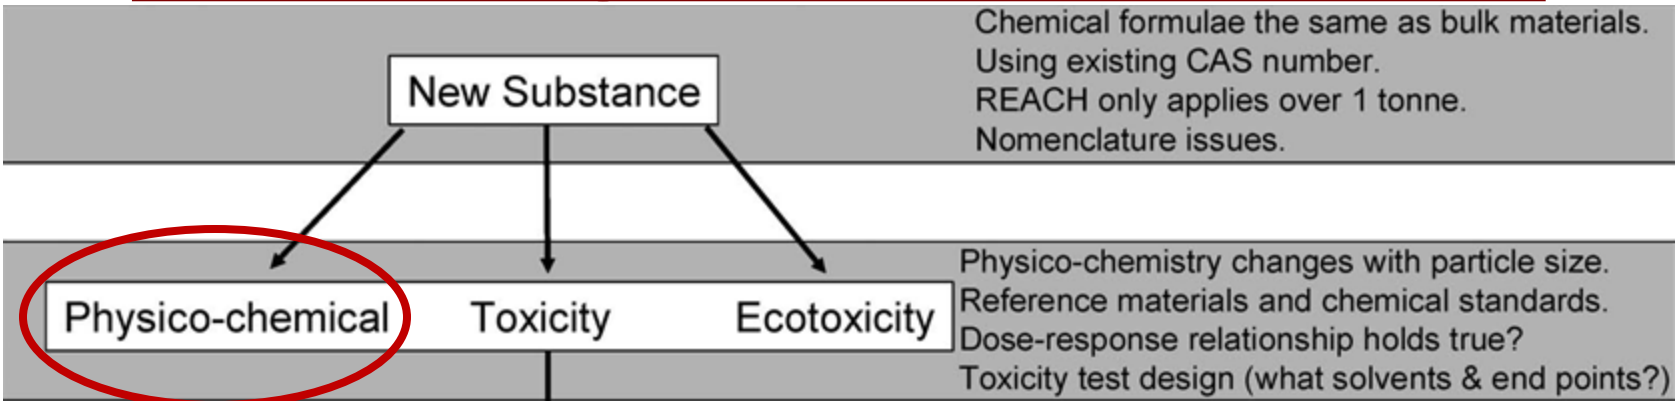 Chemical formulae the same as bulk materials.
Using existing CAS number.
REACH only applies over 1 tonne.
Nomenclature issues.
New Substance
Physico-chemical
Toxicity
Ecotoxicity
Physico-chemistry changes with particle size.
Reference materials and chemical standards.
Dose-response relationship holds true?
Toxicity test design (what solvents & end points?)